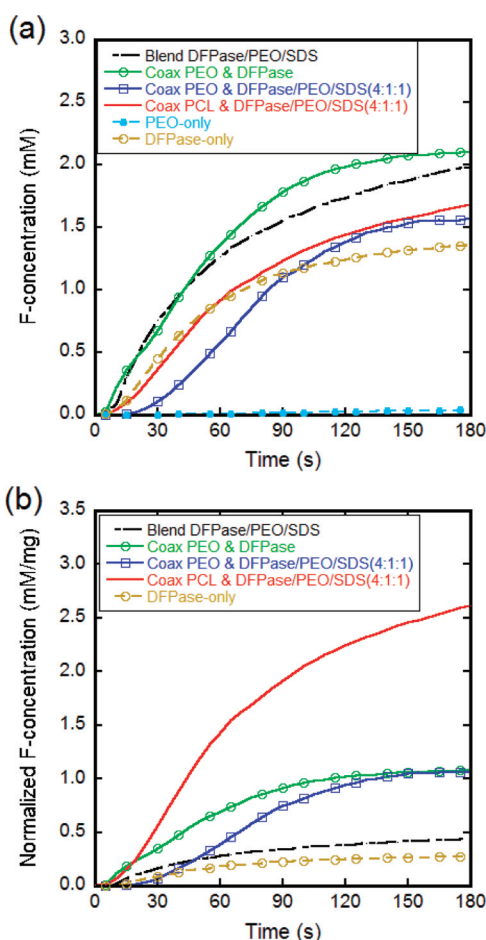 (a)
3.0
2.5
2.0
1.5
1.0
0.5
0.0
F-concentration (mM)
Blend DFPase/PEO/SDS
Coax PEO & DFPase
Coax PEO & DFPase/PEO/SDS(4:1:1)
Coax PCL & DFPase/PEO/SDS(4:1:1)
PEO-only
DFPase-only
0 30 60 90 120 150 180
Time (s)
(b)
3.5
3.0
2.5
2.0
1.5
1.0
0.5
0.0
Normalized F-concentration (mM/mg)
Blend DFPase/PEO/SDS
Coax PEO & DFPase
Coax PEO & DFPase/PEO/SDS(4:1:1)
Coax PCL & DFPase/PEO/SDS(4:1:1)
DFPase-only
0 30 60 90 120 150 180
Time (s)